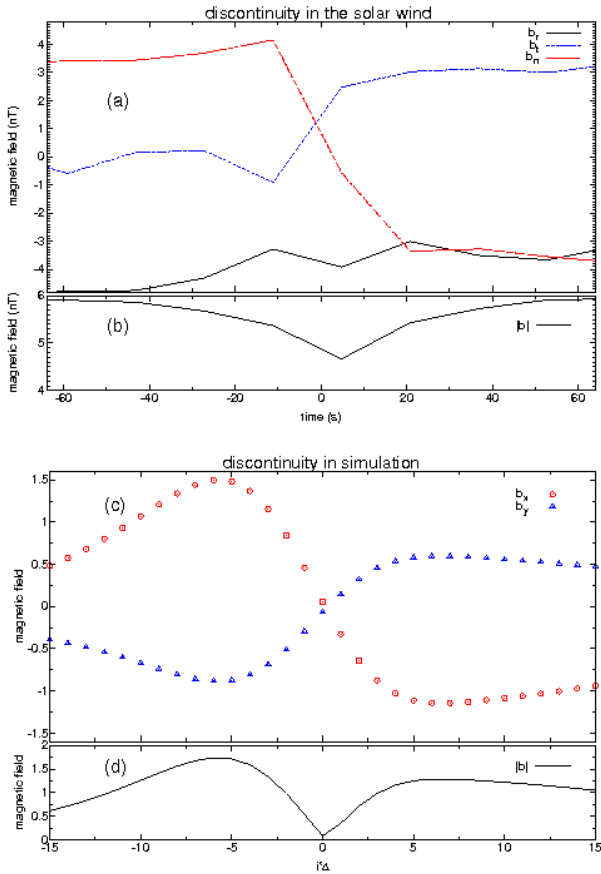 discontinuity in the solar wind
magnetic field (nT)
4
3
2
1
0
-1
-2
-3
-4
(a)
b_r
b_t
b_n
magnetic field (nT)
6
5
4
(b)
|b|
-60 -40 -20 0 20 40 60
time (s)
discontinuity in simulation
magnetic field
1.5
1
0.5
0
-0.5
-1
-1.5
(c)
b_x
b_y
magnetic field
2
1.5
1
0.5
0
(d)
|b|
-15 -10 -5 0 5 10 15
i*Δ